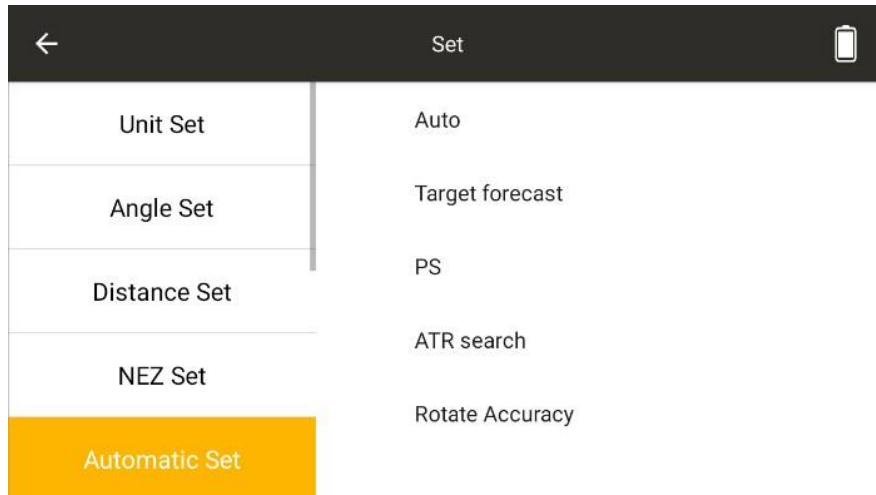 Set
Unit Set
Angle Set
Distance Set
NEZ Set
Automatic Set
Auto
Target forecast
PS
ATR search
Rotate Accuracy